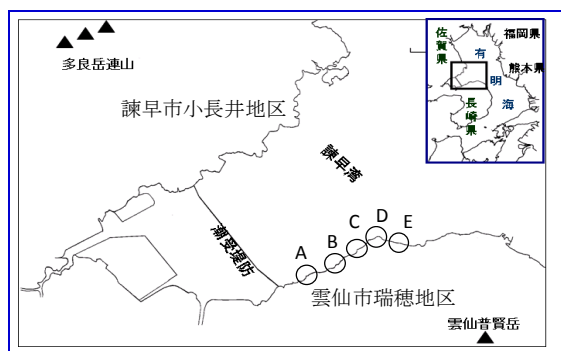 多良岳連山
諫早市小長井地区
諫早湾
潮受堤防
A
B
C
D
E
雲仙市瑞穂地区
雲仙普賢岳
佐賀県
福岡県
有
明
海
熊本県
長崎県